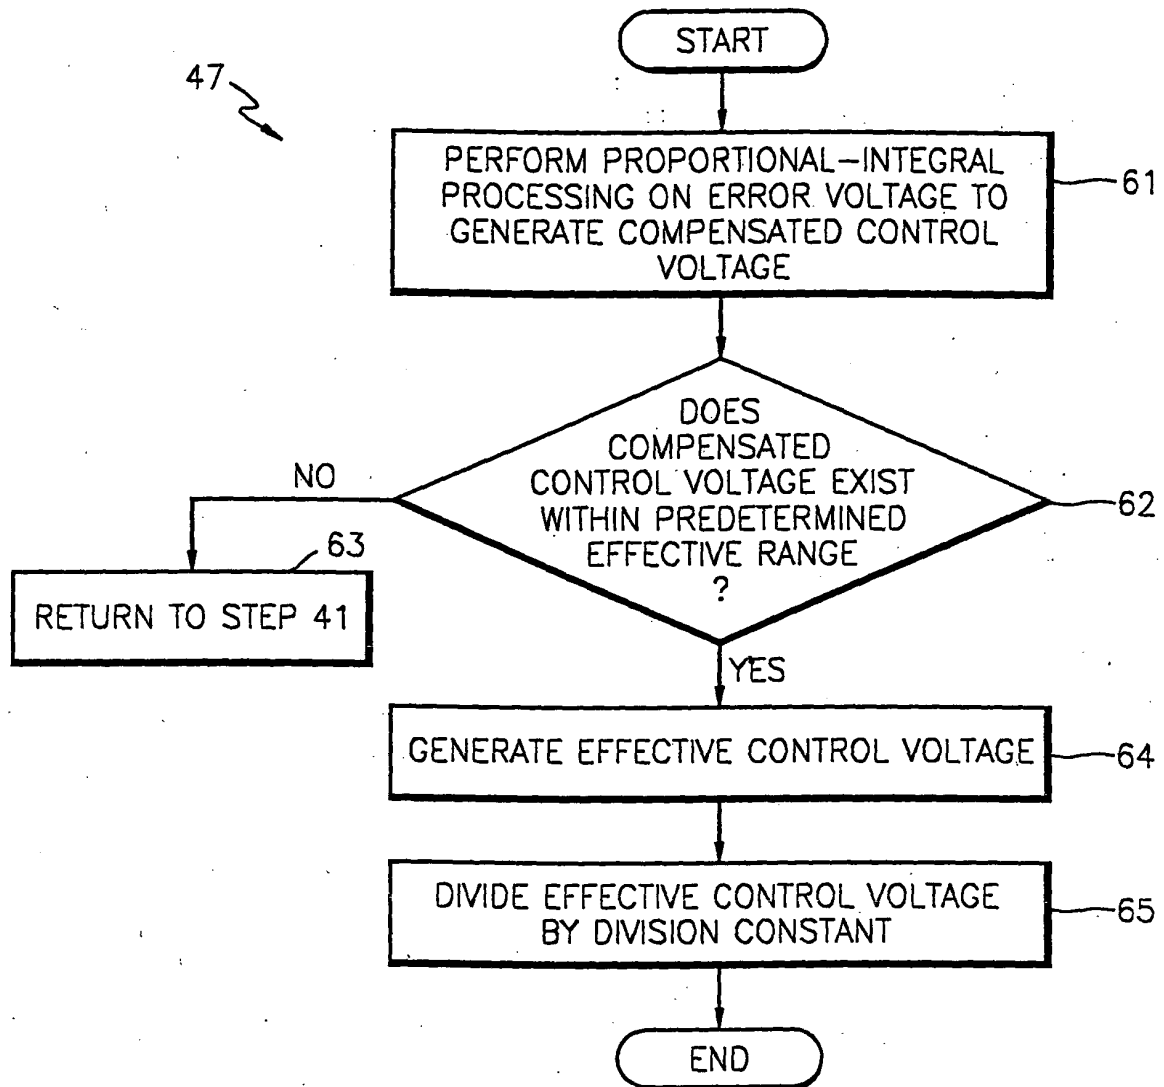 START
47
PERFORM PROPORTIONAL-INTEGRAL
PROCESSING ON ERROR VOLTAGE TO
GENERATE COMPENSATED CONTROL
VOLTAGE
61
DOES
COMPENSATED
CONTROL VOLTAGE EXIST
WITHIN PREDETERMINED
EFFECTIVE RANGE
?
62
NO
63
RETURN TO STEP 41
YES
GENERATE EFFECTIVE CONTROL VOLTAGE
64
DIVIDE EFFECTIVE CONTROL VOLTAGE
BY DIVISION CONSTANT
65
END